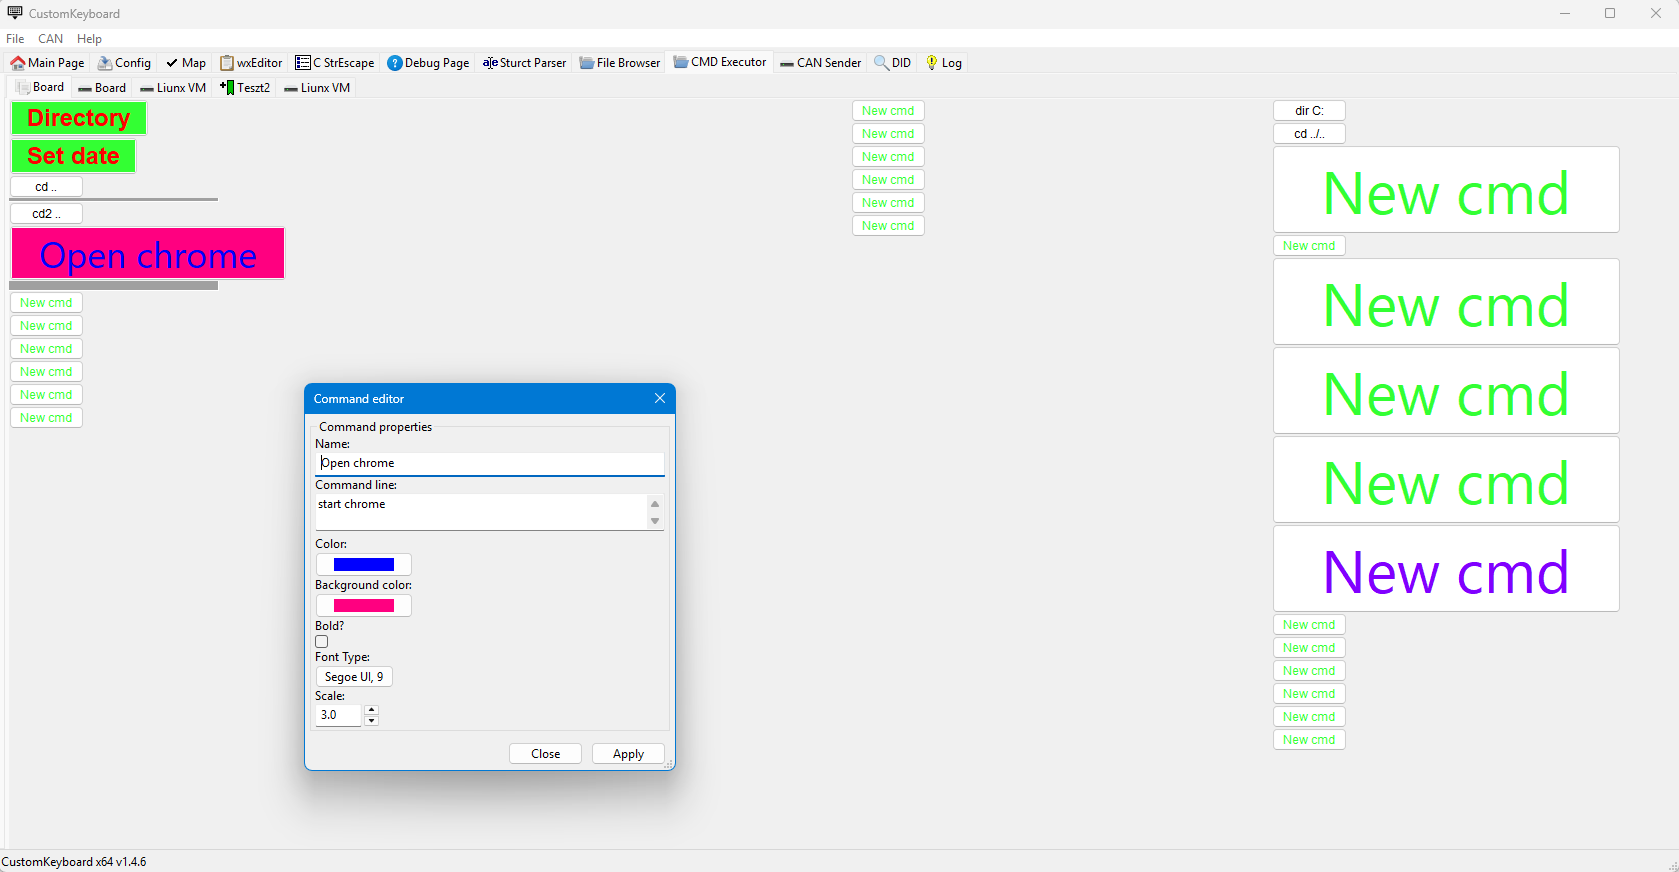 CustomKeyboard
File CAN Help
Main Page Config Map wxEditor C StrEscape Debug Page Sturct Parser File Browser CMD Executor CAN Sender DID Log
Board Board Liunx VM Teszt2 Liunx VM
Directory
Set date
cd ..
cd2 ..
Open chrome
New cmd
New cmd
New cmd
New cmd
New cmd
New cmd
New cmd
New cmd
New cmd
New cmd
New cmd
New cmd
dir C:
cd ../..
New cmd
New cmd
New cmd
New cmd
New cmd
New cmd
New cmd
New cmd
New cmd
New cmd
New cmd
New cmd
Command editor
Command properties
Name:
Open chrome
Command line:
start chrome
Color:
Background color:
Bold?
Font Type:
Segoe UI, 9
Scale:
3.0
Close Apply
CustomKeyboard x64 v1.4.6